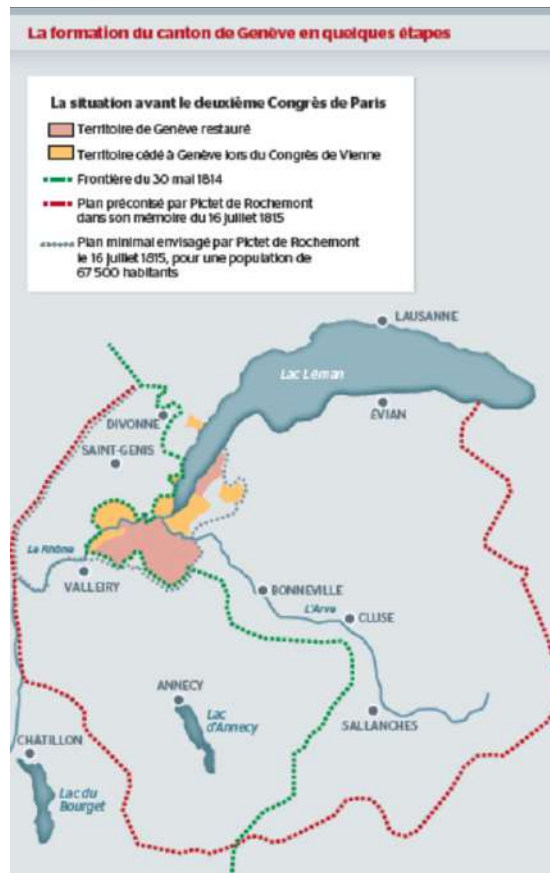 La formation du canton de Genève en quelques étapes
La situation avant le deuxième Congrès de Paris
Territoire de Genève restauré
Territoire cédé à Genève lors du Congrès de Vienne
Frontière du 30 mai 1814
Plan préconisé par Pictet de Rochemont
dans son mémoire du 16 juillet 1815
Plan minimal envisagé par Pictet de Rochemont
le 16 juillet 1815, pour une population de
67 500 habitants
LAUSANNE
Lac Léman
ÉVIAN
DIVONNE
SAINT-GENIS
Le Rhône
VALLEIRY
BONNEVILLE
L'Arve
CLUSE
ANNECY
Lac
d'Annecy
SALLANCHES
CHATILLON
Lac du
Bourget